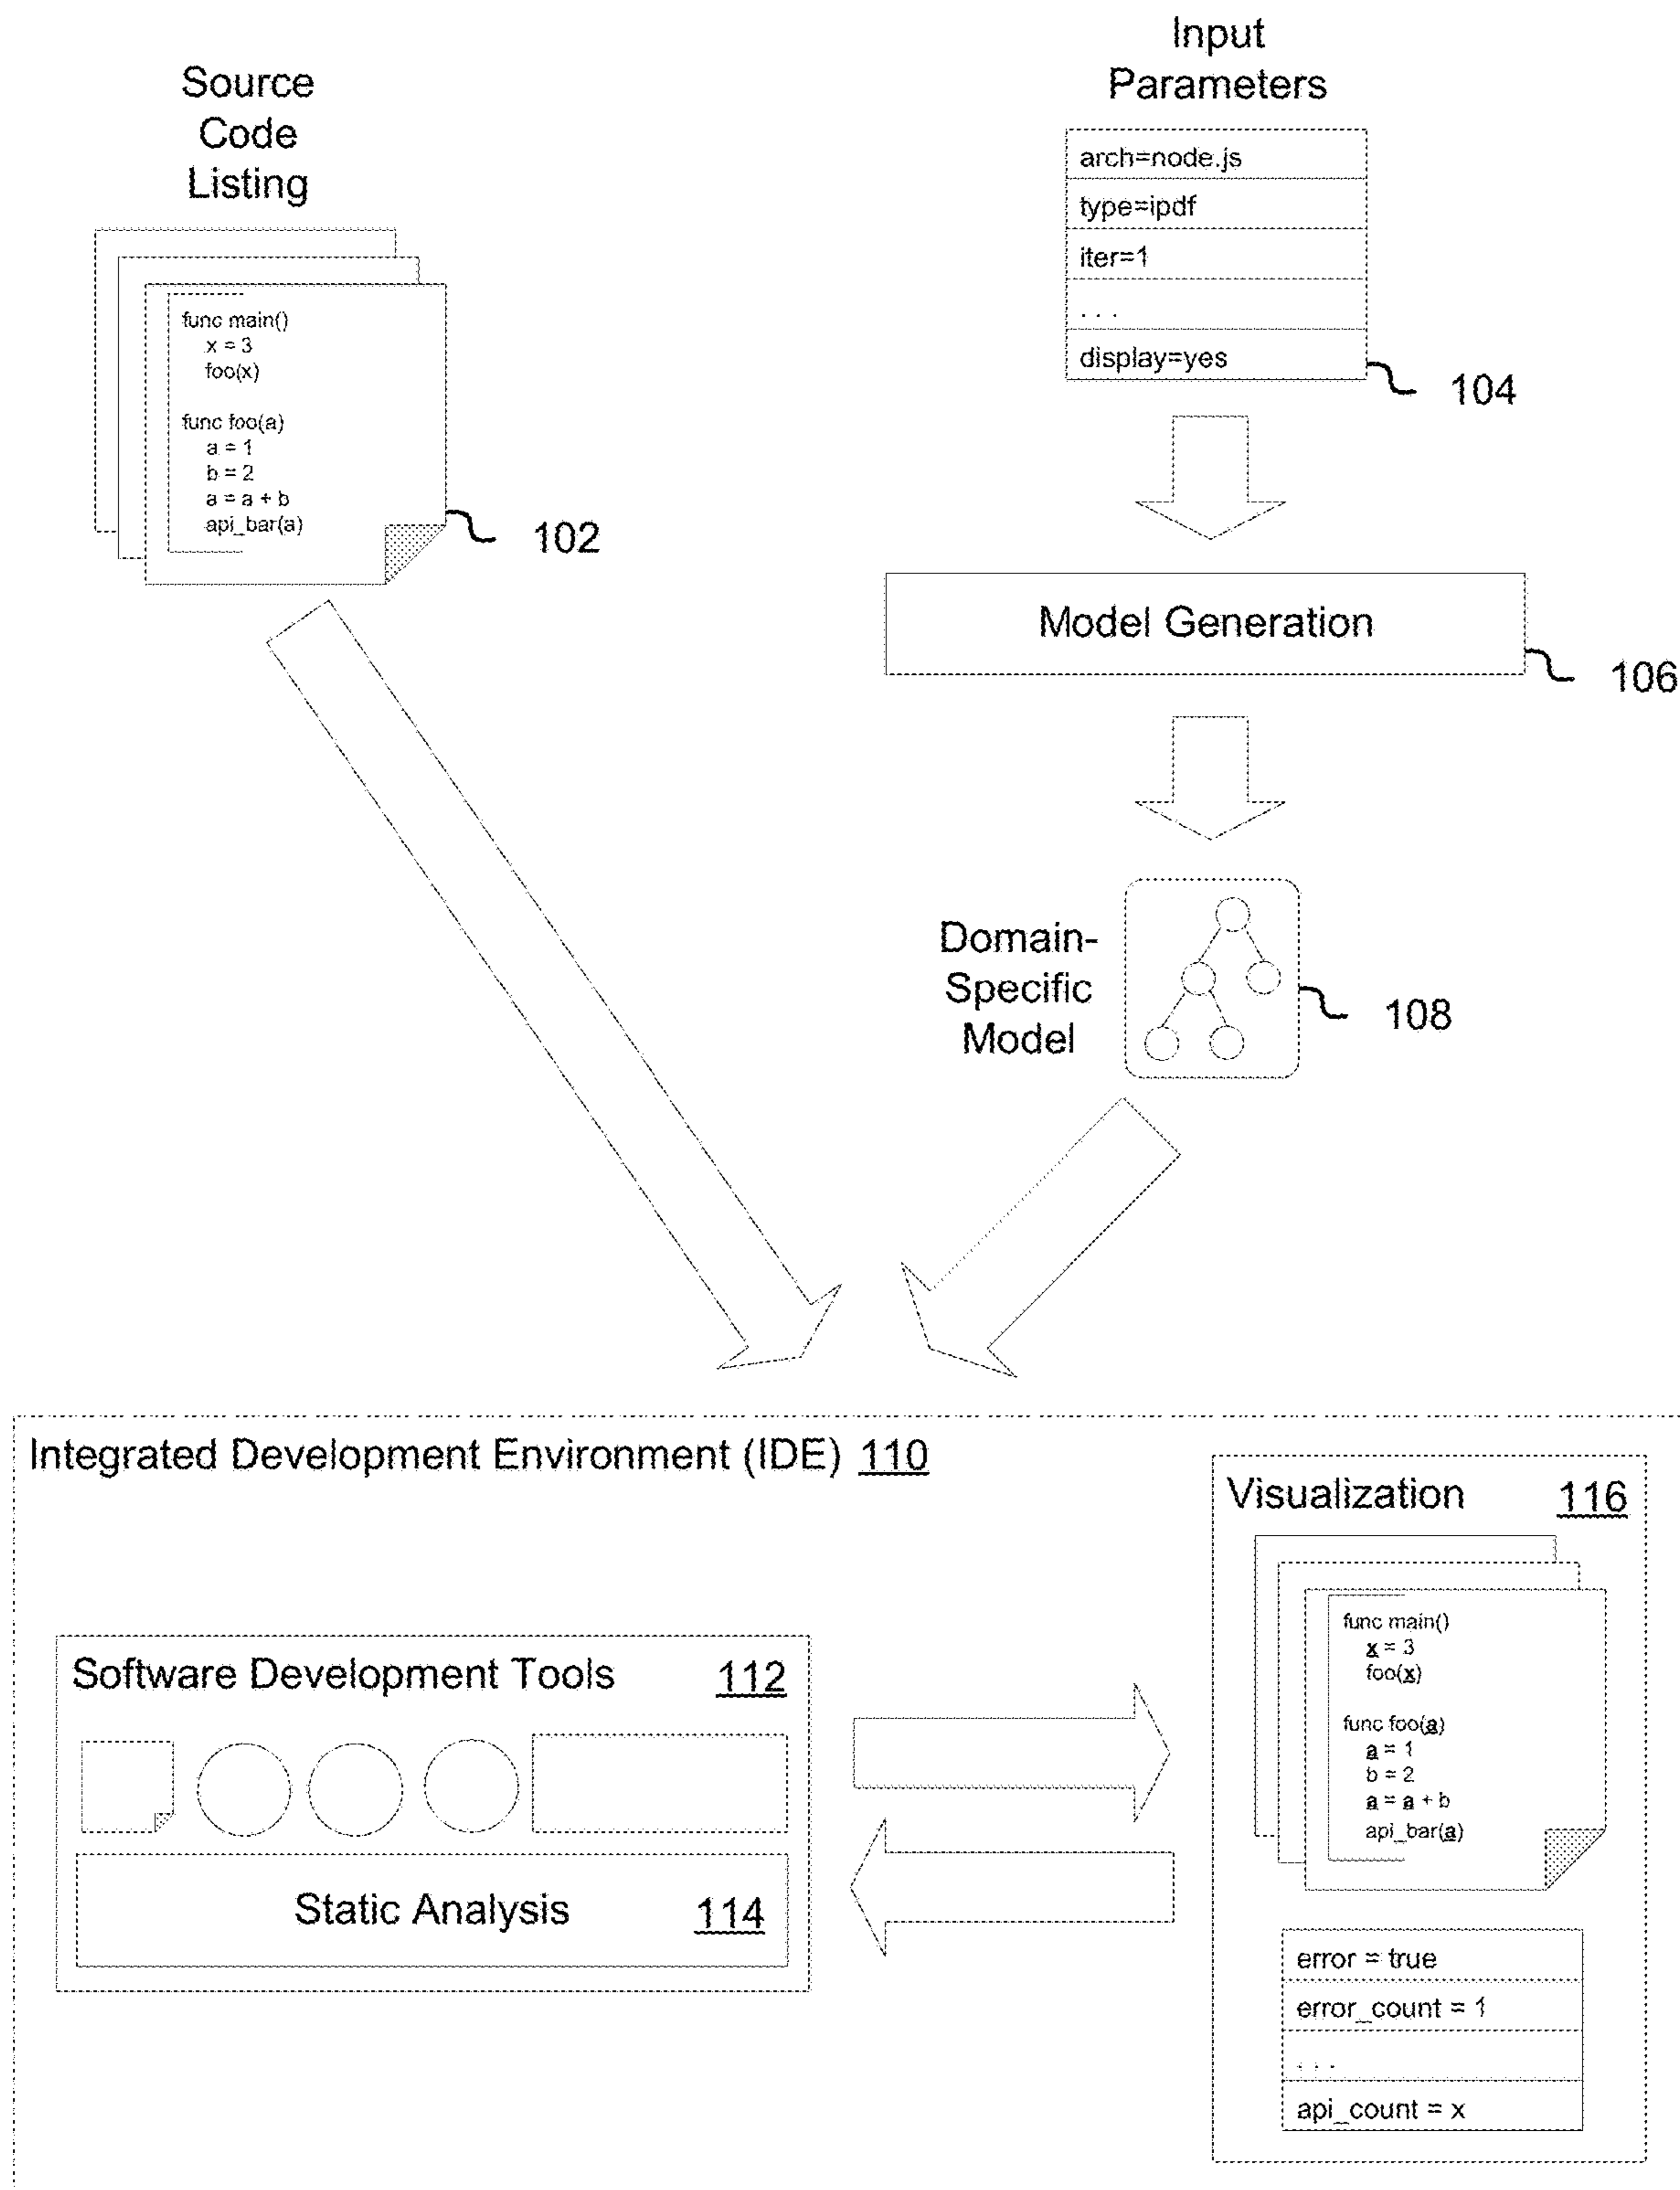 Source
Code
Listing
func main()
x = 3
foo(x)
func foo(a)
a = 1
b = 2
a = a + b
api_bar(a)
102
Input
Parameters
arch=node.js
type=ipdf
iter=1
. . .
display=yes
104
Model Generation
106
Domain-
Specific
Model
108
Integrated Development Environment (IDE) 110
Software Development Tools 112
Static Analysis 114
Visualization 116
func main()
x = 3
foo(x)
func foo(a)
a = 1
b = 2
a = a + b
api_bar(a)
error = true
error_count = 1
. . .
api_count = x